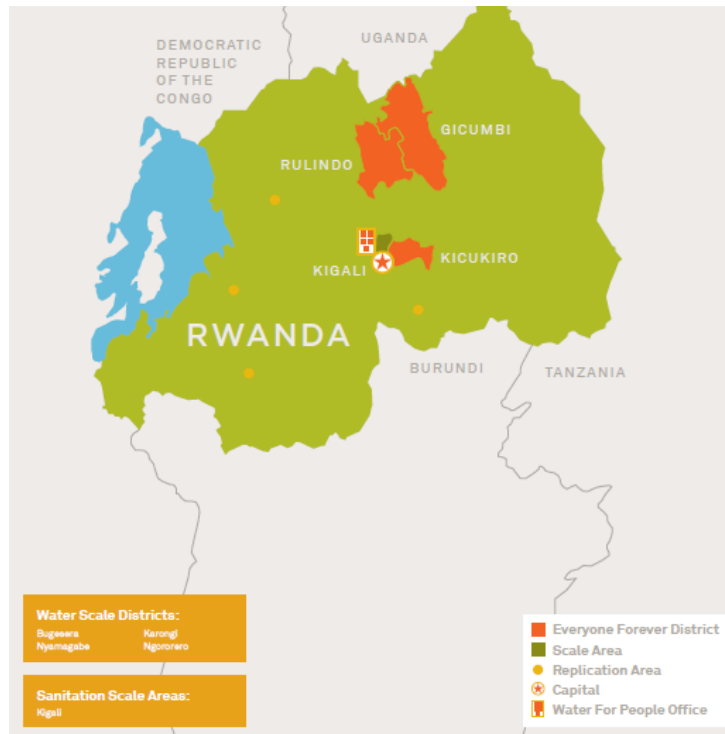 DEMOCRATIC
REPUBLIC
OF THE
CONGO
UGANDA
GICUMBI
RULINDO
KICUKIRO
KIGALI
RWANDA
BURUNDI
TANZANIA
Water Scale Districts:
Bugesera Karongi
Nyamagabe Ngororero
Sanitation Scale Areas:
Kigali
Everyone Forever District
Scale Area
Replication Area
Capital
Water For People Office